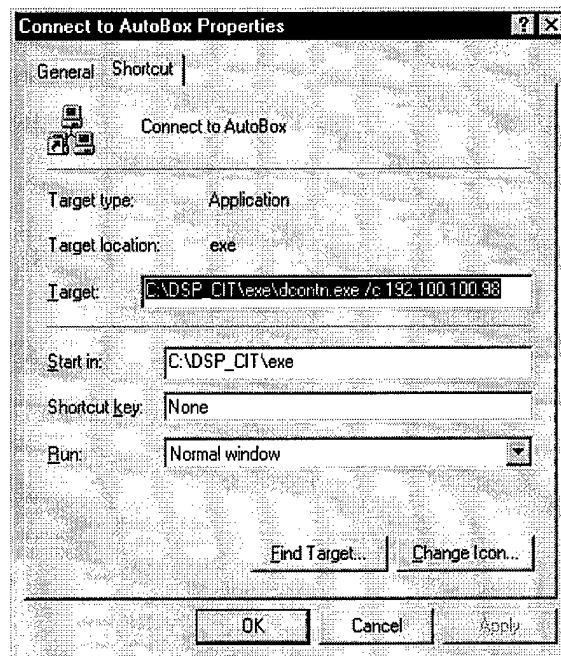 Connect to AutoBox Properties ? X
General Shortcut
Connect to AutoBox
Target type: Application
Target location: exe
Target: C:\DSP_CIT\exe\dcontn.exe /c 192.100.100.98
Start in: C:\DSP_CIT\exe
Shortcut key: None
Run: Normal window
Find Target... Change Icon...
OK Cancel Apply